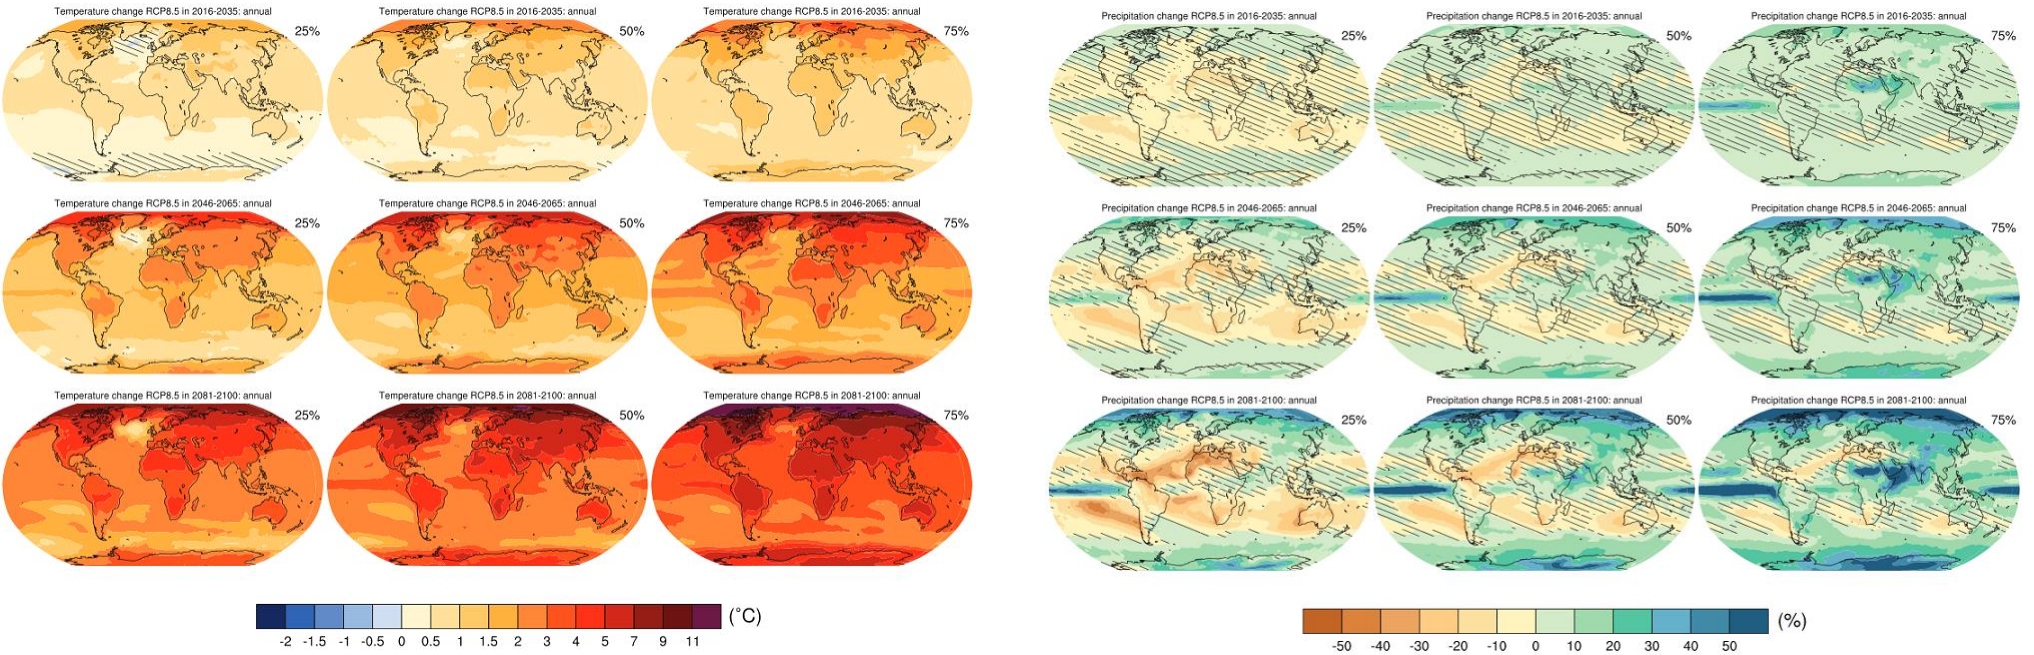 Temperature change RCP8.5 in 2016-2035: annual
25%
Temperature change RCP8.5 in 2016-2035: annual
50%
Temperature change RCP8.5 in 2016-2035: annual
75%
Temperature change RCP8.5 in 2046-2065: annual
25%
Temperature change RCP8.5 in 2046-2065: annual
50%
Temperature change RCP8.5 in 2046-2065: annual
75%
Temperature change RCP8.5 in 2081-2100: annual
25%
Temperature change RCP8.5 in 2081-2100: annual
50%
Temperature change RCP8.5 in 2081-2100: annual
75%
(°C)
-2 -1.5 -1 -0.5 0 0.5 1 1.5 2 3 4 5 7 9 11
Precipitation change RCP8.5 in 2016-2035: annual
25%
Precipitation change RCP8.5 in 2016-2035: annual
50%
Precipitation change RCP8.5 in 2016-2035: annual
75%
Precipitation change RCP8.5 in 2046-2065: annual
25%
Precipitation change RCP8.5 in 2046-2065: annual
50%
Precipitation change RCP8.5 in 2046-2065: annual
75%
Precipitation change RCP8.5 in 2081-2100: annual
25%
Precipitation change RCP8.5 in 2081-2100: annual
50%
Precipitation change RCP8.5 in 2081-2100: annual
75%
(%)
-50 -40 -30 -20 -10 0 10 20 30 40 50